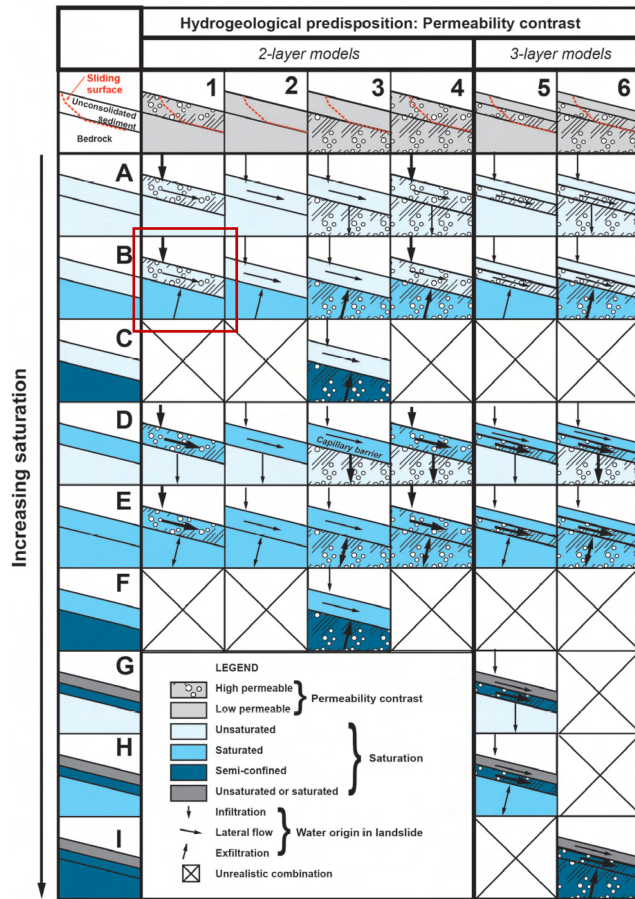 Hydrogeological predisposition: Permeability contrast
2-layer models
3-layer models
Sliding surface
Unconsolidated sediment
Bedrock
1
2
3
4
5
6
Increasing saturation
A
B
C
D
Capillary barrier
E
F
G
H
I
LEGEND
High permeable
Low permeable
Permeability contrast
Unsaturated
Saturated
Semi-confined
Unsaturated or saturated
Saturation
Infiltration
Lateral flow
Exfiltration
Water origin in landslide
Unrealistic combination